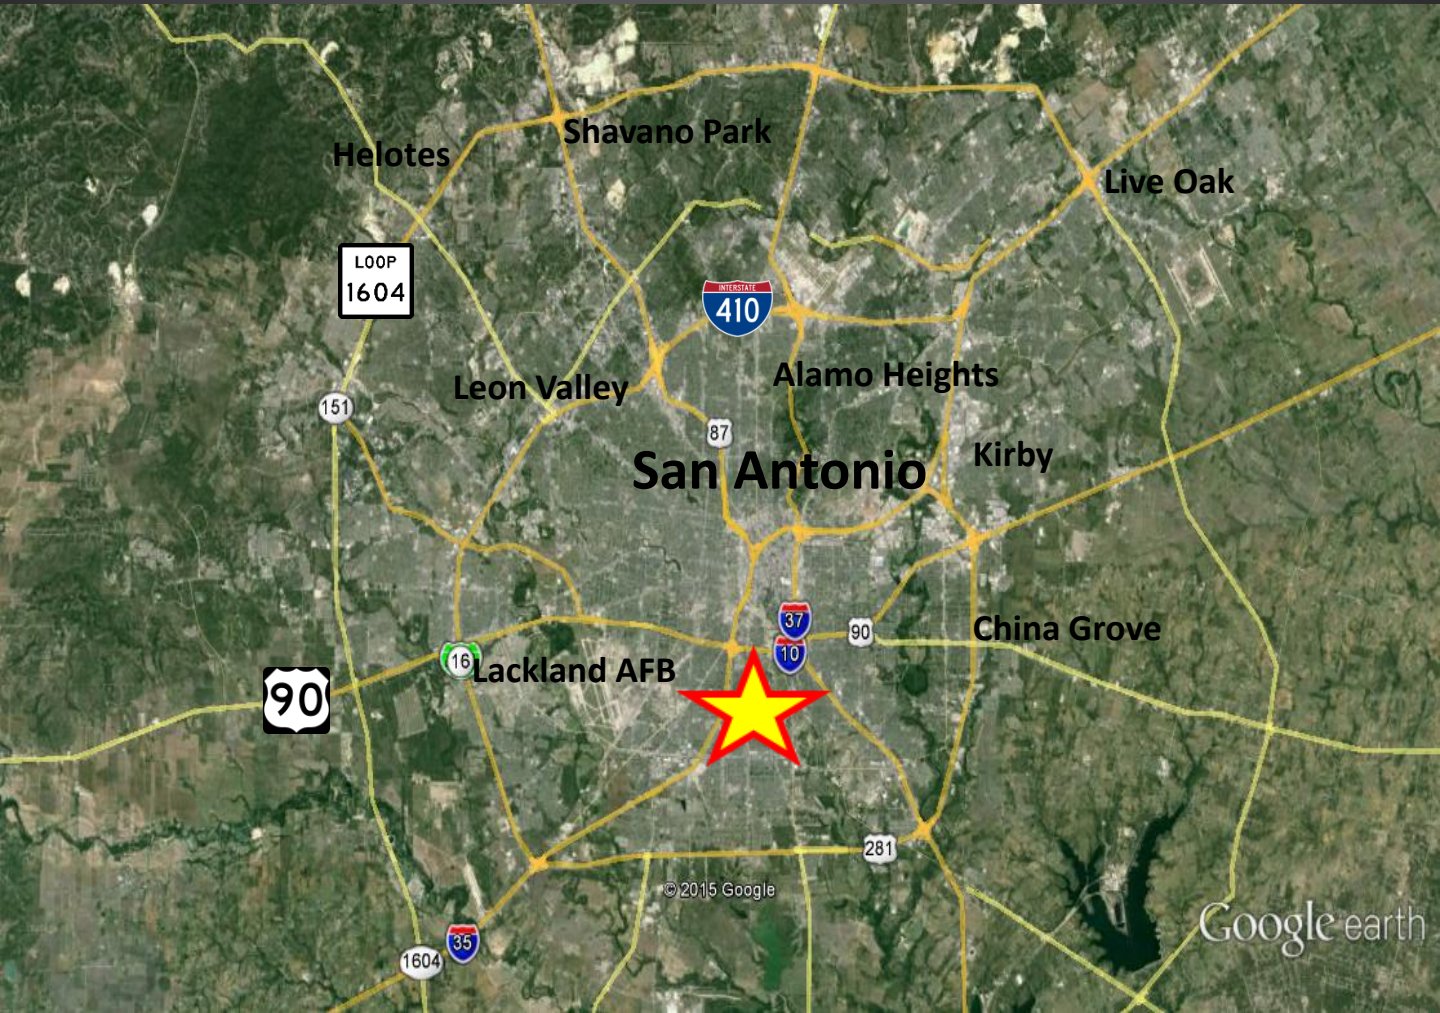 Shavano Park
Helotes
Live Oak
LOOP
1604
INTERSTATE
410
Leon Valley
Alamo Heights
151
87
San Antonio
Kirby
37
90
China Grove
10
16
Lackland AFB
90
281
© 2015 Google
Google earth
35
1604